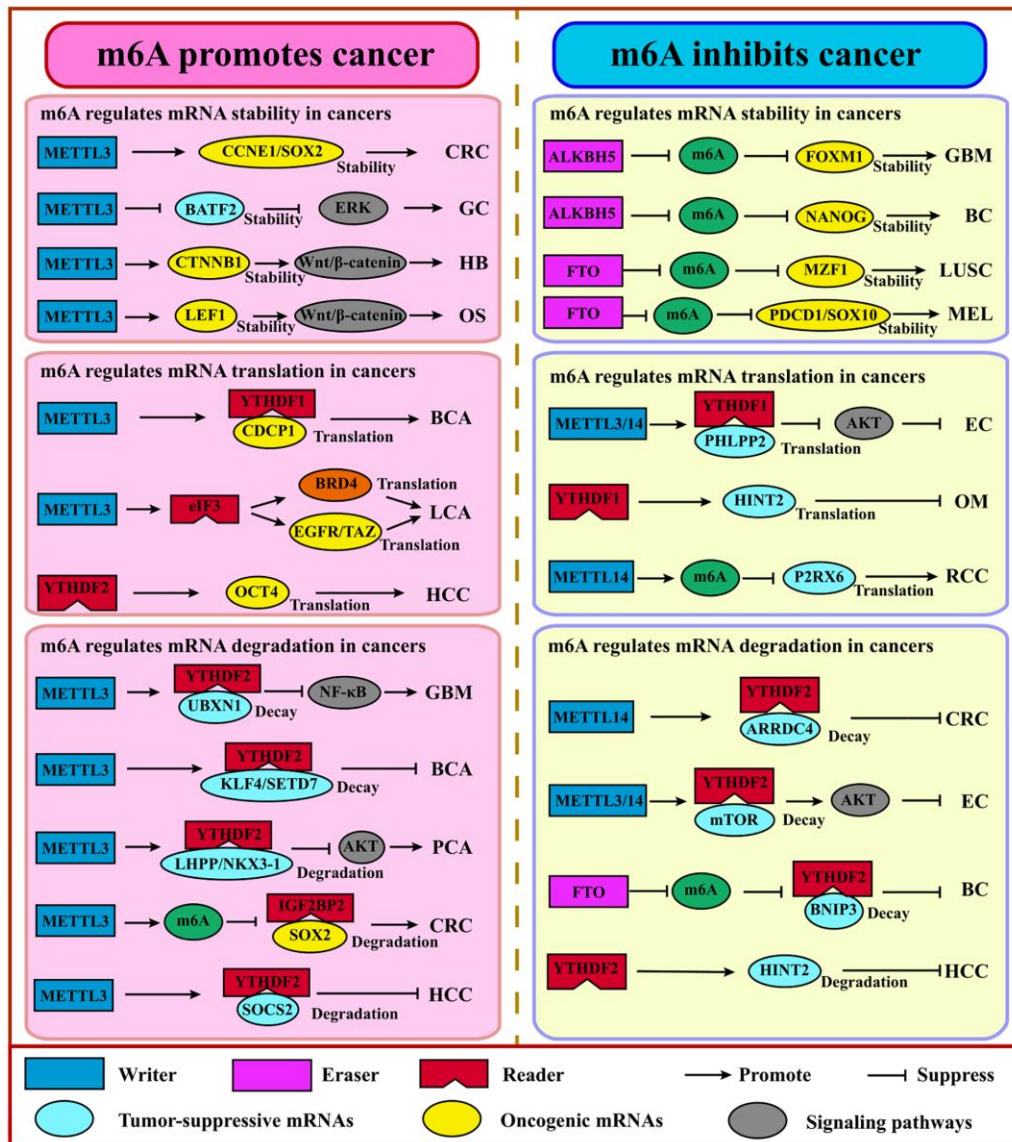 m6A promotes cancer
m6A regulates mRNA stability in cancers
METTL3 CCNE1/SOX2 Stability CRC
METTL3 BATF2 Stability ERK GC
METTL3 CTNNB1 Stability Wnt/β-catenin HB
METTL3 LEF1 Stability Wnt/β-catenin OS
m6A regulates mRNA translation in cancers
METTL3 YTHDF1 CDCP1 Translation BCA
METTL3 eIF3 BRD4 Translation EGFR/TAZ Translation LCA
YTHDF2 OCT4 Translation HCC
m6A regulates mRNA degradation in cancers
METTL3 YTHDF2 UBXN1 Decay NF-κB GBM
METTL3 YTHDF2 KLF4/SETD7 Decay BCA
METTL3 YTHDF2 LHPP/NKX3-1 Degradation AKT PCA
METTL3 m6A IGF2BP2 SOX2 Degradation CRC
METTL3 YTHDF2 SOCS2 Degradation HCC
m6A inhibits cancer
m6A regulates mRNA stability in cancers
ALKBH5 m6A FOXM1 Stability GBM
ALKBH5 m6A NANOG Stability BC
FTO m6A MZF1 Stability LUSC
FTO m6A PDCD1/SOX10 Stability MEL
m6A regulates mRNA translation in cancers
METTL3/14 YTHDF1 PHLPP2 Translation AKT EC
YTHDF1 HINT2 Translation OM
METTL14 m6A P2RX6 Translation RCC
m6A regulates mRNA degradation in cancers
METTL14 YTHDF2 ARRDC4 Decay CRC
METTL3/14 YTHDF2 mTOR Decay AKT EC
FTO m6A YTHDF2 BNIP3 Decay BC
YTHDF2 HINT2 Degradation HCC
Writer Eraser Reader Promote Suppress
Tumor-suppressive mRNAs Oncogenic mRNAs Signaling pathways